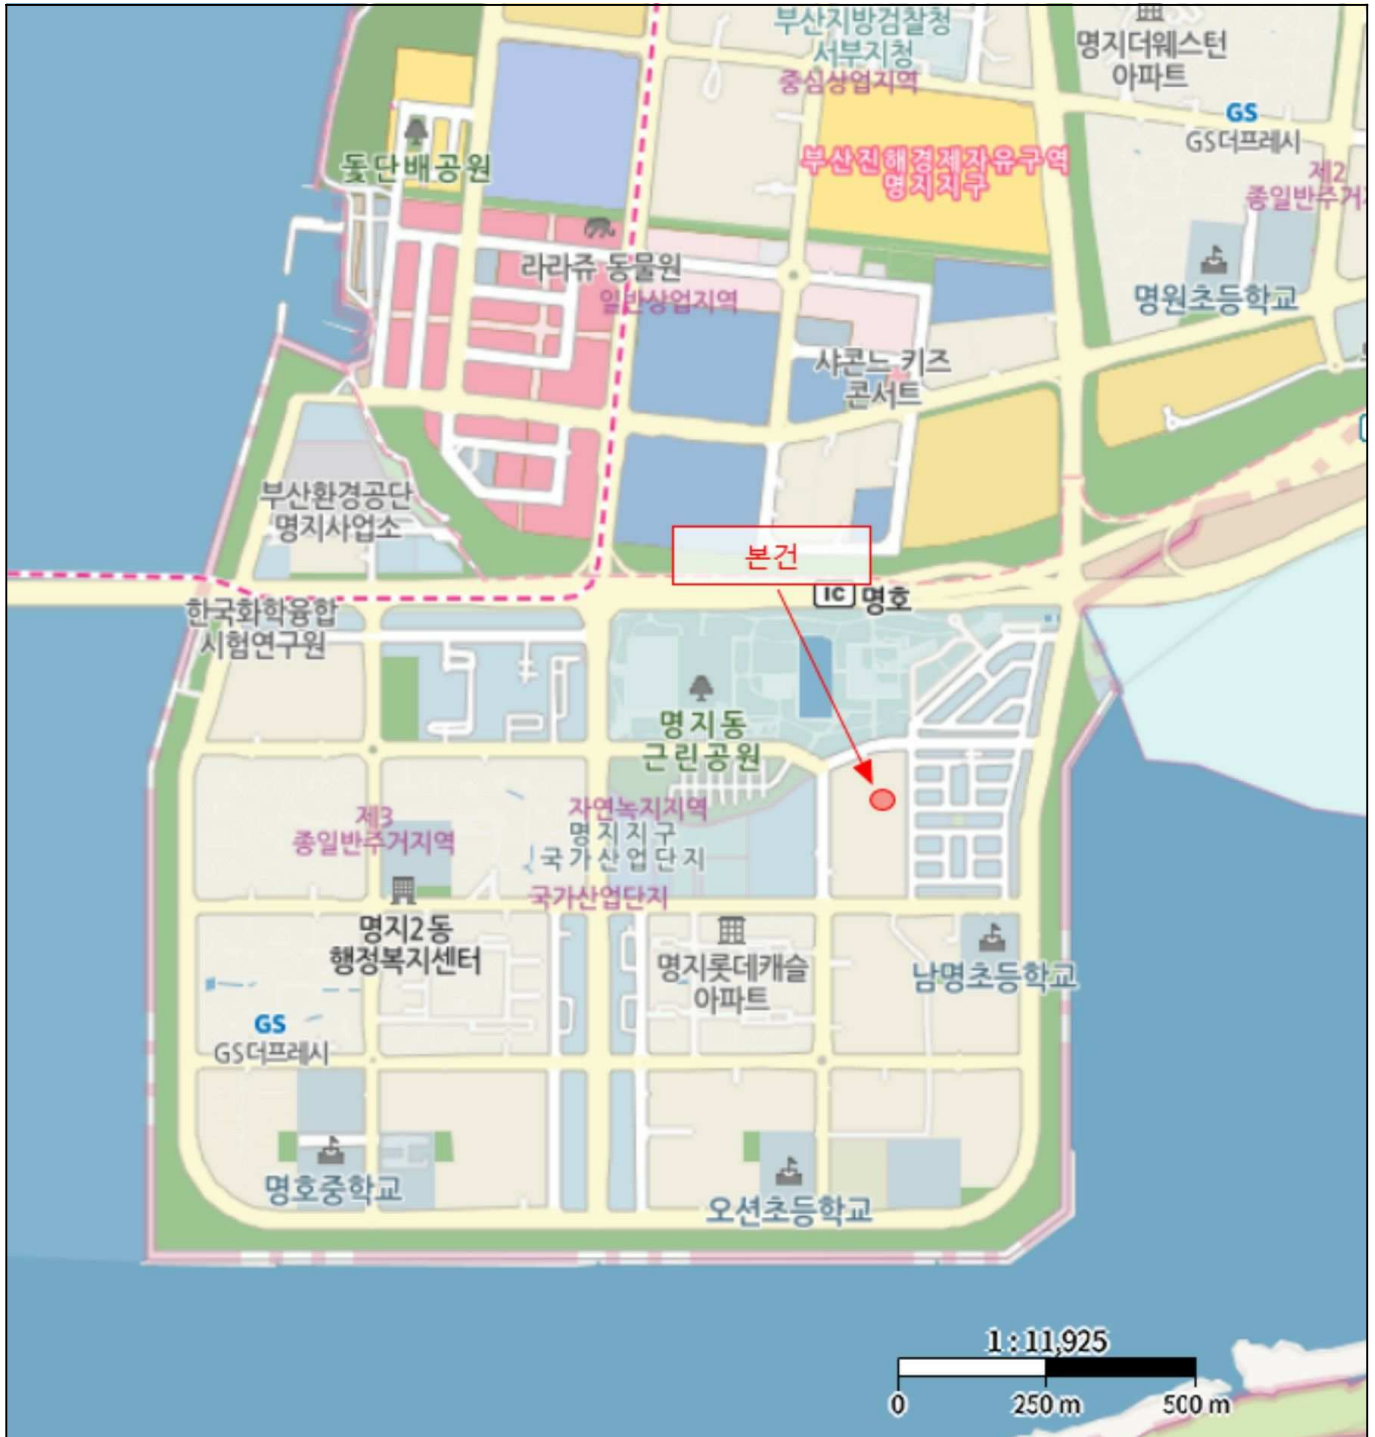 부산지방검찰청
서부지청
중심상업지역
명지더웨스턴
아파트
GS
GS더프레시
돛단배공원
부산진해경제자유구역
명지지구
제2
종일반주거지
라라쥬 동물원
일반상업지역
명원초등학교
샤콘느 키즈
콘서트
부산환경공단
명지사업소
본건
IC 명호
한국화학융합
시험연구원
명지동
근린공원
제3
종일반주거지역
자연녹지지역
명지지구
국가산업단지
국가산업단지
명지2동
행정복지센터
명지롯데캐슬
아파트
남명초등학교
GS
GS더프레시
명호중학교
오션초등학교
1 : 11,925
0 250 m 500 m